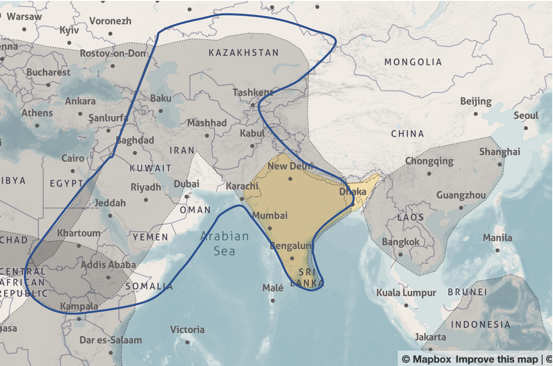 Warsaw
Voronezh
Kyiv
Rostov-on-Don
KAZAKHSTAN
MONGOLIA
Bucharest
Ankara
Baku
Tashkent
Beijing
Athens
Şanlıurfa
Mashhad
Seoul
Baghdad
Kabul
CHINA
Cairo
IRAN
Shanghai
KUWAIT
New Delhi
Chongqing
EGYPT
Riyadh
Dubai
Karachi
Dhaka
Guangzhou
Jeddah
OMAN
LAOS
Khartoum
YEMEN
Arabian
Sea
Mumbai
Manila
CHAD
Bengaluru
Bangkok
CENTRAL
AFRICAN
REPUBLIC
Addis Ababa
SOMALIA
SRI
LANKA
Malé
Kuala Lumpur
BRUNEI
Kampala
Victoria
INDONESIA
Dar es-Salaam
Jakarta
© Mapbox Improve this map | ©